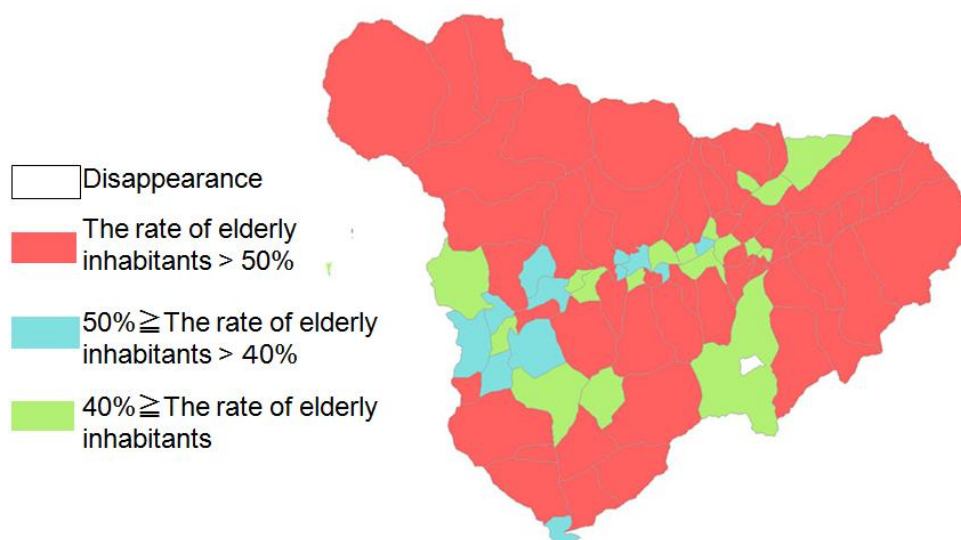 Disappearance
The rate of elderly
inhabitants > 50%
50%≧The rate of elderly
inhabitants > 40%
40%≧The rate of elderly
inhabitants